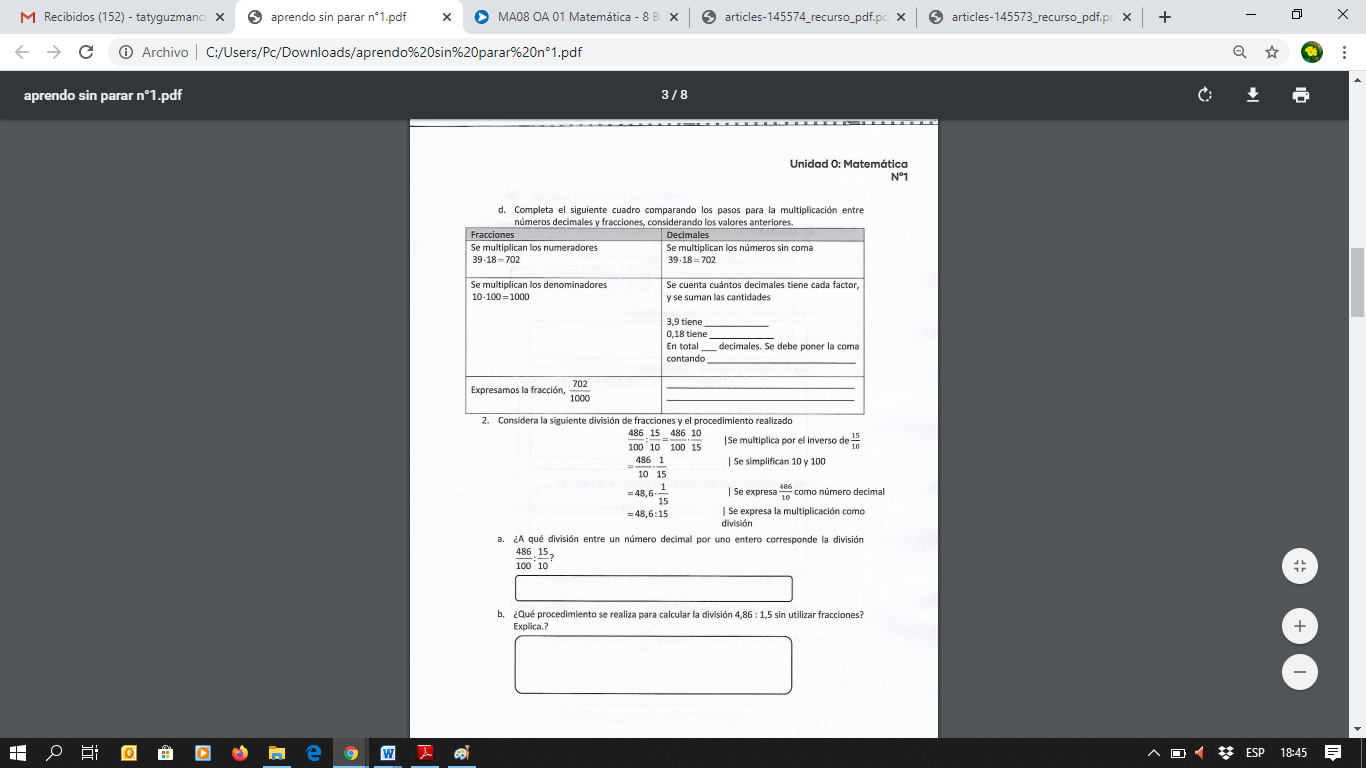 Recibidos (152) - tatyguzmanc
aprendo sin parar n°1.pdf
MA08 OA 01 Matemática - 8 B
articles-145574_recurso_pdf.pd
articles-145573_recurso_pdf.pd
Archivo | C:/Users/Pc/Downloads/aprendo%20sin%20parar%20n°1.pdf
aprendo sin parar n°1.pdf
3 / 8
Unidad 0: Matemática
N°1
d. Completa el siguiente cuadro comparando los pasos para la multiplicación entre
números decimales y fracciones, considerando los valores anteriores.
Fracciones
Decimales
Se multiplican los numeradores
39·18=702
Se multiplican los números sin coma
39·18=702
Se multiplican los denominadores
10·100=1000
Se cuenta cuántos decimales tiene cada factor,
y se suman las cantidades
3,9 tiene ____________
0,18 tiene ____________
En total ___ decimales. Se debe poner la coma
contando ____________
Expresamos la fracción, 702/1000
2. Considera la siguiente división de fracciones y el procedimiento realizado
486/100 : 15/10 = 486/100 · 10/15 |Se multiplica por el inverso de 15/10
= 486/10 · 1/15 | Se simplifican 10 y 100
=48,6· 1/15 | Se expresa 486/10 como número decimal
=48,6:15 | Se expresa la multiplicación como
división
a. ¿A qué división entre un número decimal por uno entero corresponde la división
486/100 : 15/10?
b. ¿Qué procedimiento se realiza para calcular la división 4,86 : 1,5 sin utilizar fracciones?
Explica.?
ESP
18:45